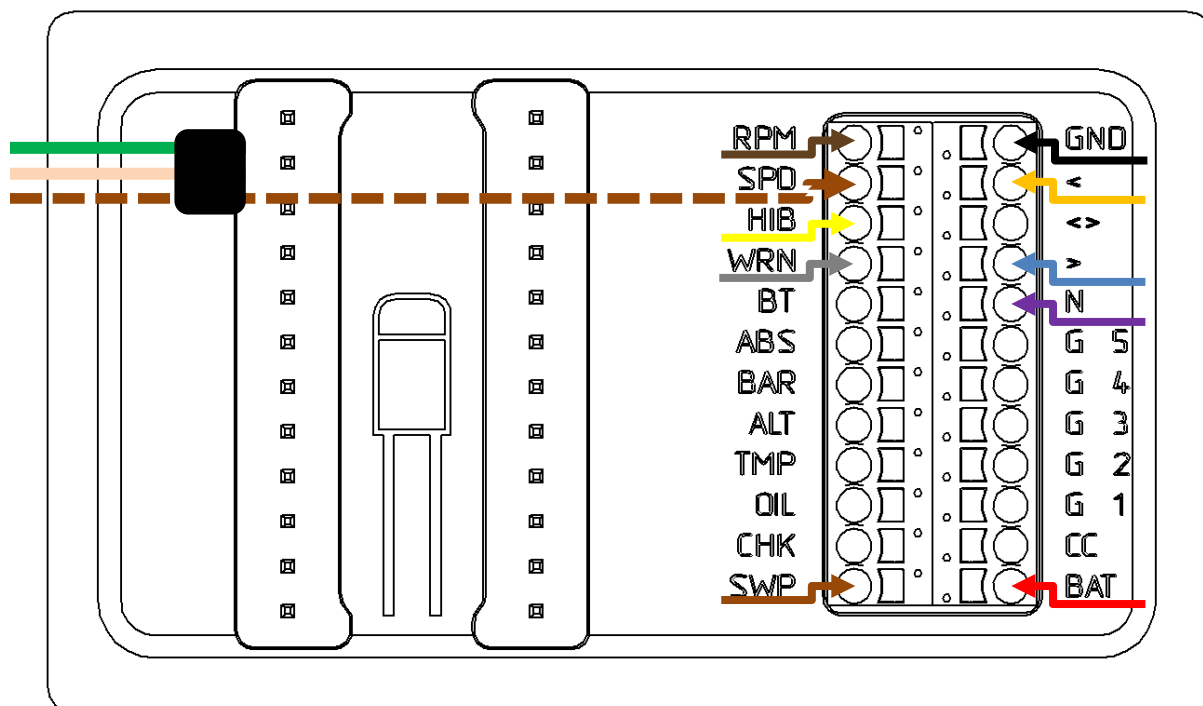 RPM GND
SPD <
HIB <>
WRN >
BT N
ABS G 5
BAR G 4
ALT G 3
TMP G 2
OIL G 1
CHK CC
SWP BAT